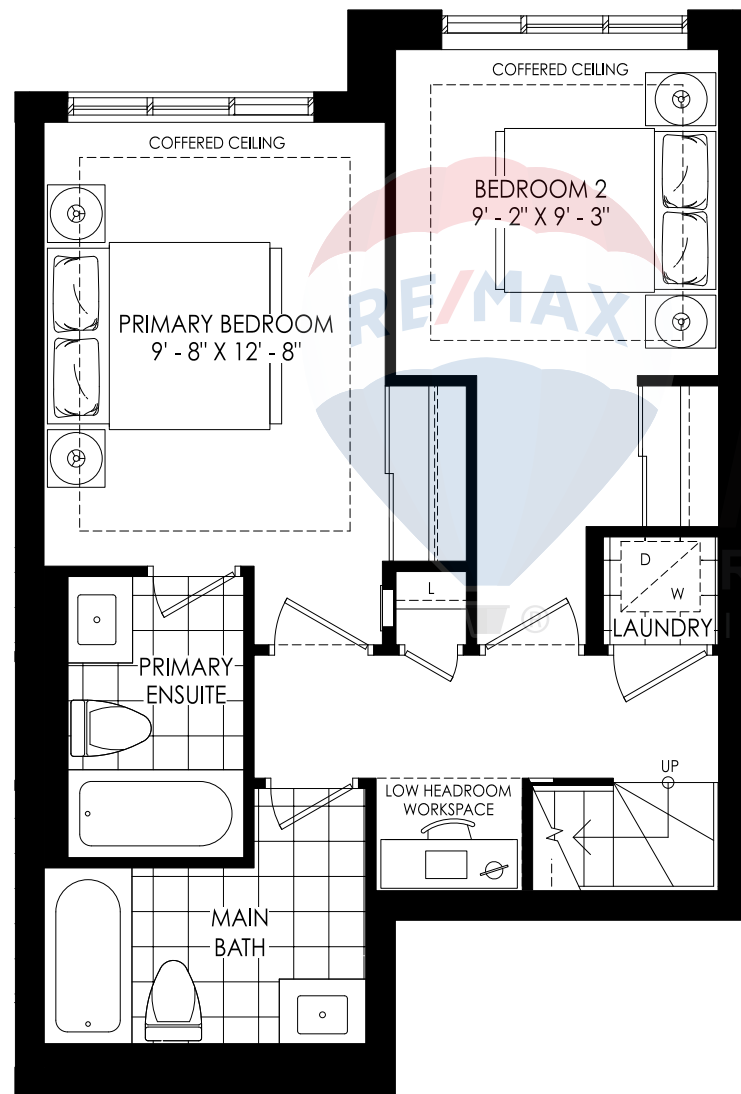 COFFERED CEILING
BEDROOM 2
9' - 2" X 9' - 3"
COFFERED CEILING
PRIMARY BEDROOM
9' - 8" X 12' - 8"
RE/MAX
®
L
D
W
LAUNDRY
PRIMARY
ENSUITE
UP
LOW HEADROOM
WORKSPACE
MAIN
BATH